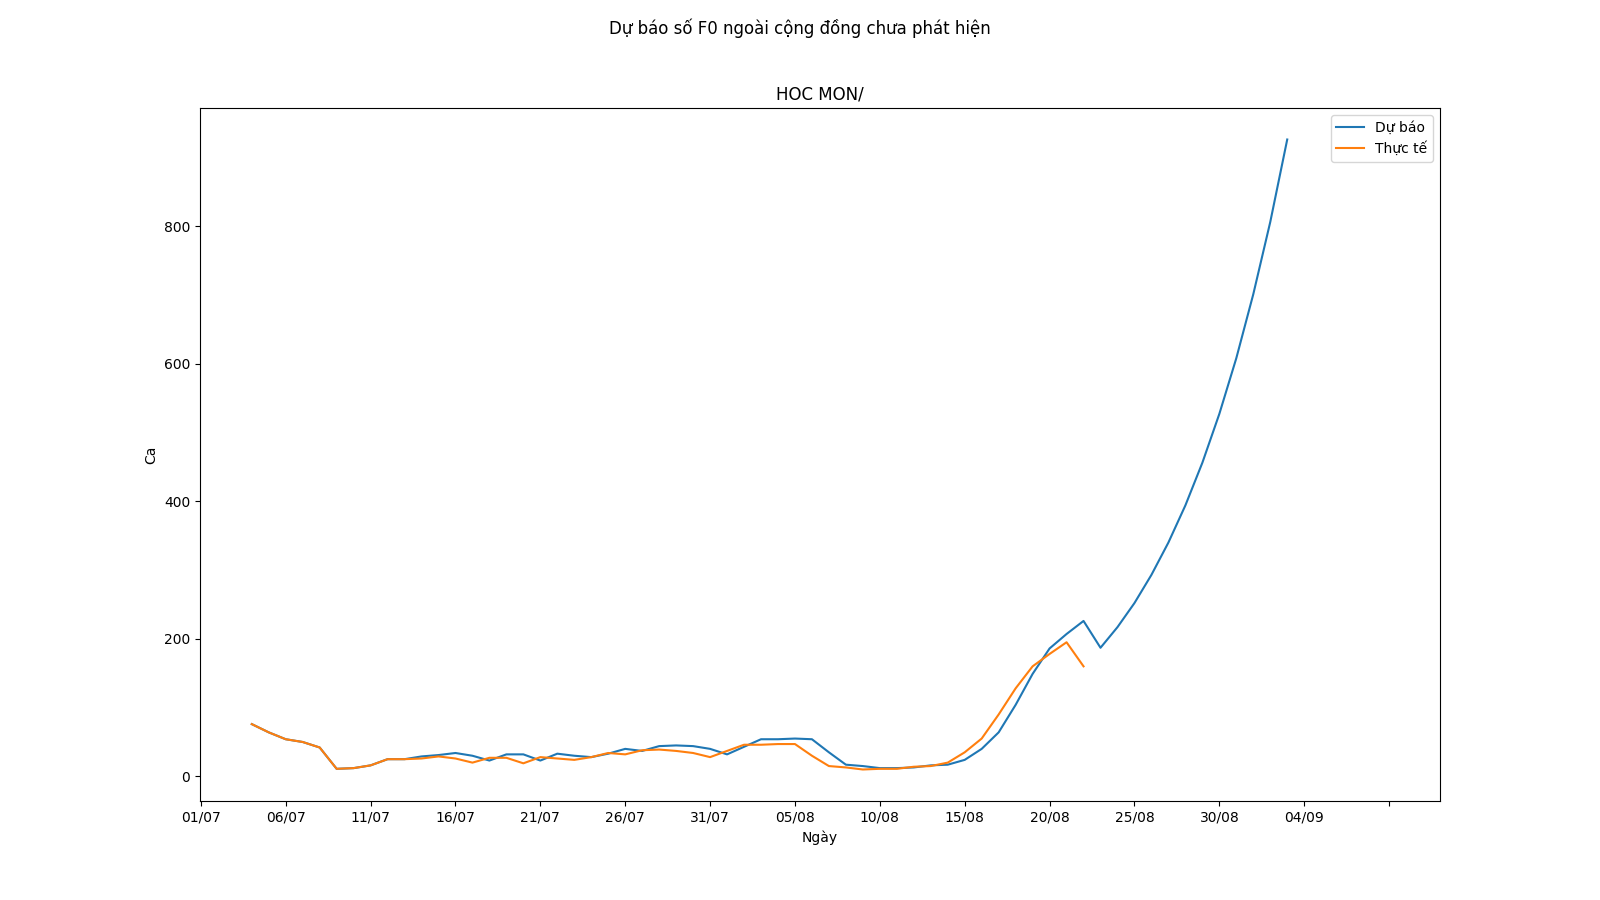 Dự báo số F0 ngoài cộng đồng chưa phát hiện
HOC MON/
Dự báo
Thực tế
800
600
400
200
0
Ca
01/07 06/07 11/07 16/07 21/07 26/07 31/07 05/08 10/08 15/08 20/08 25/08 30/08 04/09
Ngày